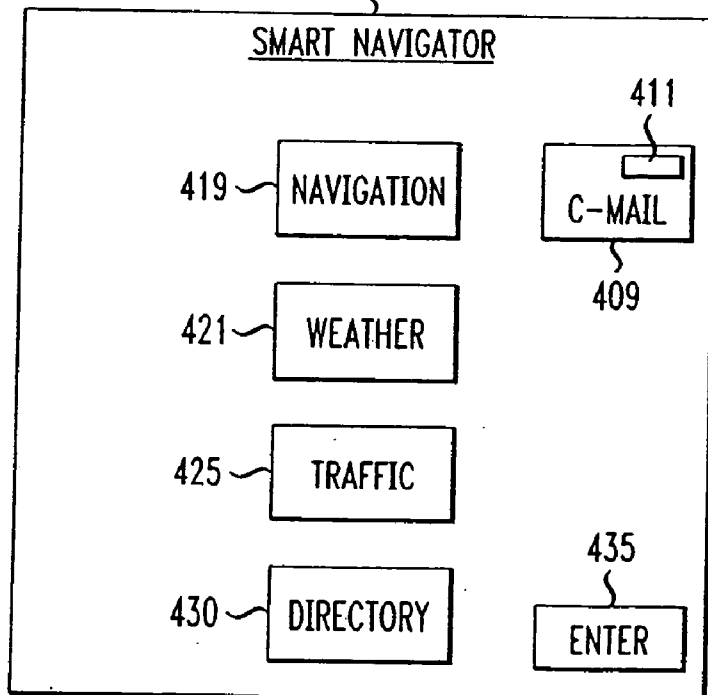 SMART NAVIGATOR
411
419
NAVIGATION
C-MAIL
409
421
WEATHER
425
TRAFFIC
435
430
DIRECTORY
ENTER